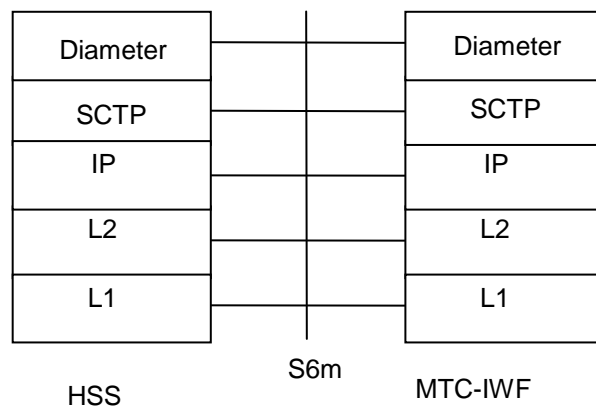 Diameter Diameter
SCTP SCTP
IP IP
L2 L2
L1 L1
S6m
HSS MTC-IWF